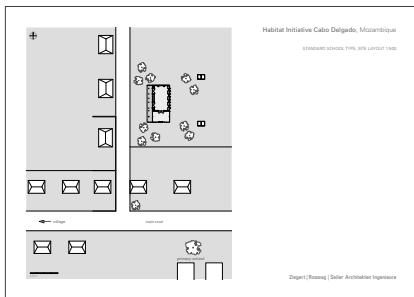 Habitat Initiative Cabo Delgado, Mozambique
STANDARD SCHOOL TYPE, SITE LAYOUT 1:500
village
main road
primary school
Ziegert | Roswag | Seiler Architekten Ingenieure